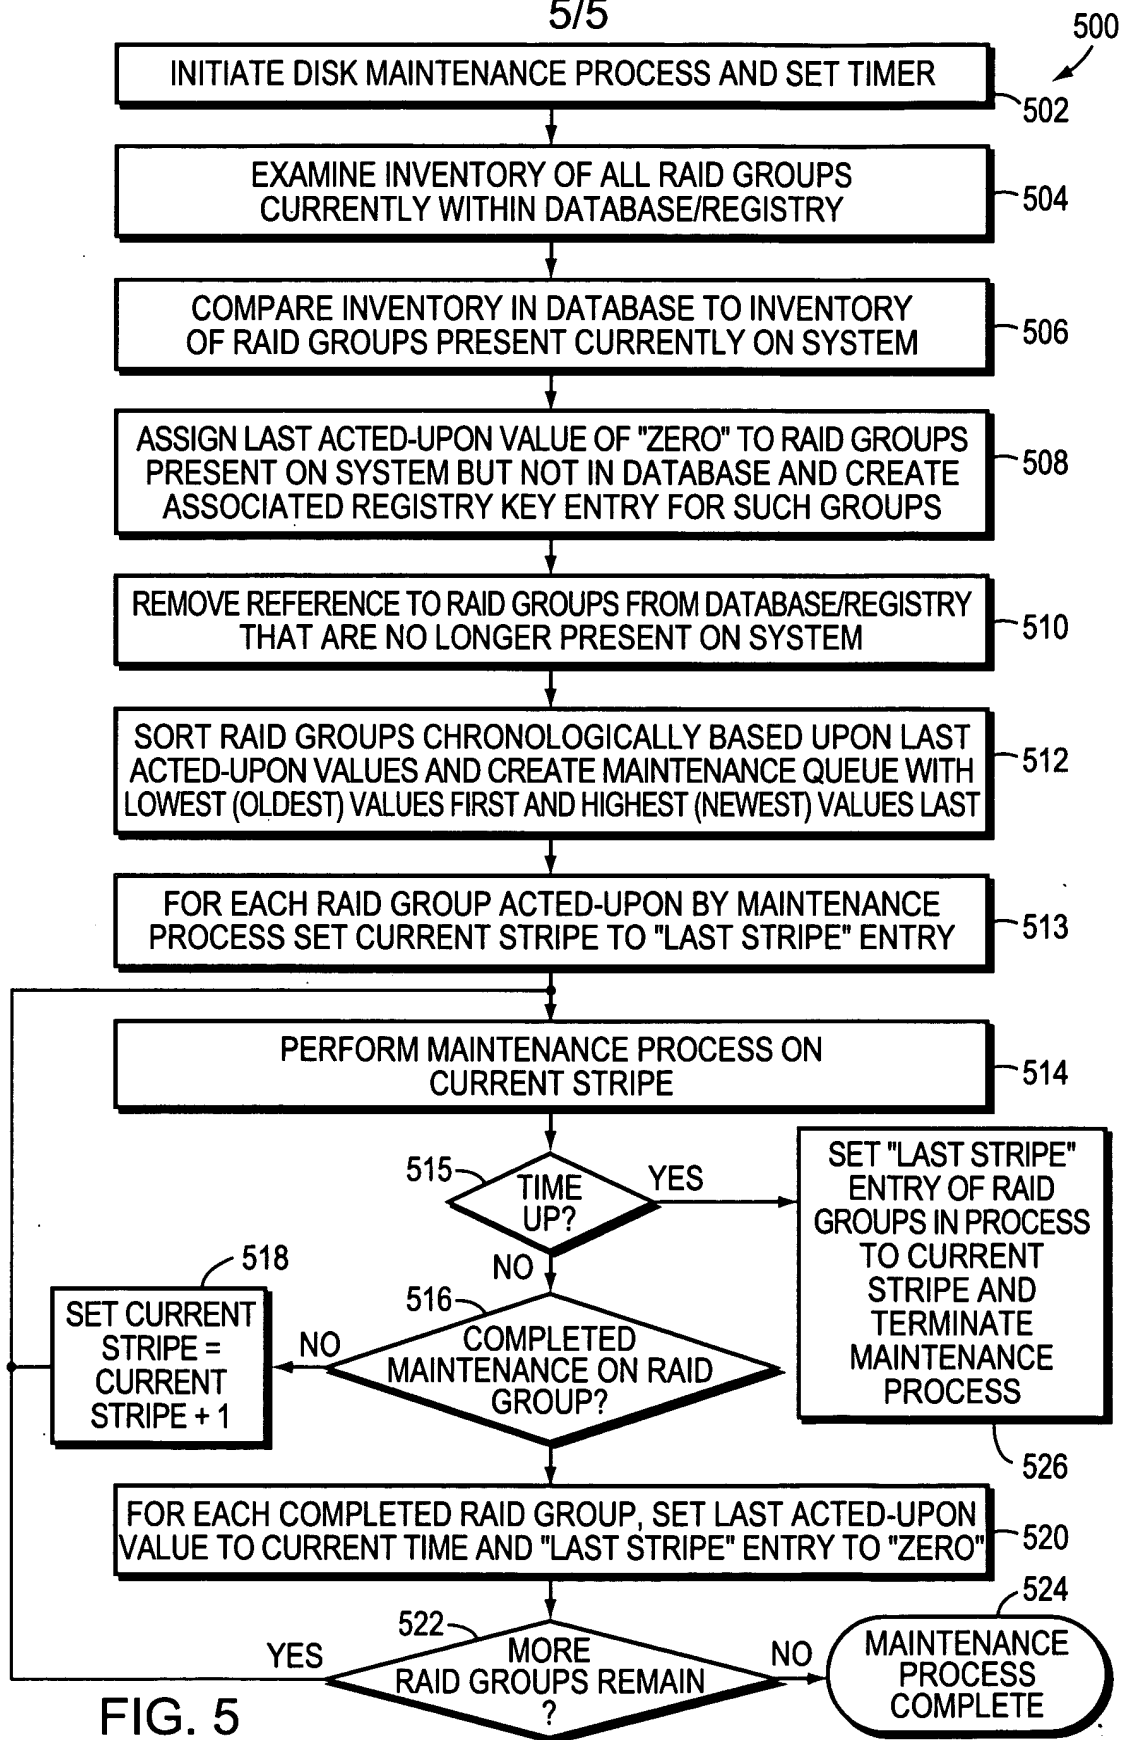 5/5
500
INITIATE DISK MAINTENANCE PROCESS AND SET TIMER
502
EXAMINE INVENTORY OF ALL RAID GROUPS
CURRENTLY WITHIN DATABASE/REGISTRY
504
COMPARE INVENTORY IN DATABASE TO INVENTORY
OF RAID GROUPS PRESENT CURRENTLY ON SYSTEM
506
ASSIGN LAST ACTED-UPON VALUE OF "ZERO" TO RAID GROUPS
PRESENT ON SYSTEM BUT NOT IN DATABASE AND CREATE
ASSOCIATED REGISTRY KEY ENTRY FOR SUCH GROUPS
508
REMOVE REFERENCE TO RAID GROUPS FROM DATABASE/REGISTRY
THAT ARE NO LONGER PRESENT ON SYSTEM
510
SORT RAID GROUPS CHRONOLOGICALLY BASED UPON LAST
ACTED-UPON VALUES AND CREATE MAINTENANCE QUEUE WITH
LOWEST (OLDEST) VALUES FIRST AND HIGHEST (NEWEST) VALUES LAST
512
FOR EACH RAID GROUP ACTED-UPON BY MAINTENANCE
PROCESS SET CURRENT STRIPE TO "LAST STRIPE" ENTRY
513
PERFORM MAINTENANCE PROCESS ON
CURRENT STRIPE
514
515
TIME
UP?
YES
NO
SET "LAST STRIPE"
ENTRY OF RAID
GROUPS IN PROCESS
TO CURRENT
STRIPE AND
TERMINATE
MAINTENANCE
PROCESS
526
516
COMPLETED
MAINTENANCE ON RAID
GROUP?
NO
518
SET CURRENT
STRIPE =
CURRENT
STRIPE + 1
FOR EACH COMPLETED RAID GROUP, SET LAST ACTED-UPON
VALUE TO CURRENT TIME AND "LAST STRIPE" ENTRY TO "ZERO"
520
522
MORE
RAID GROUPS REMAIN
?
YES
NO
524
MAINTENANCE
PROCESS
COMPLETE
FIG. 5